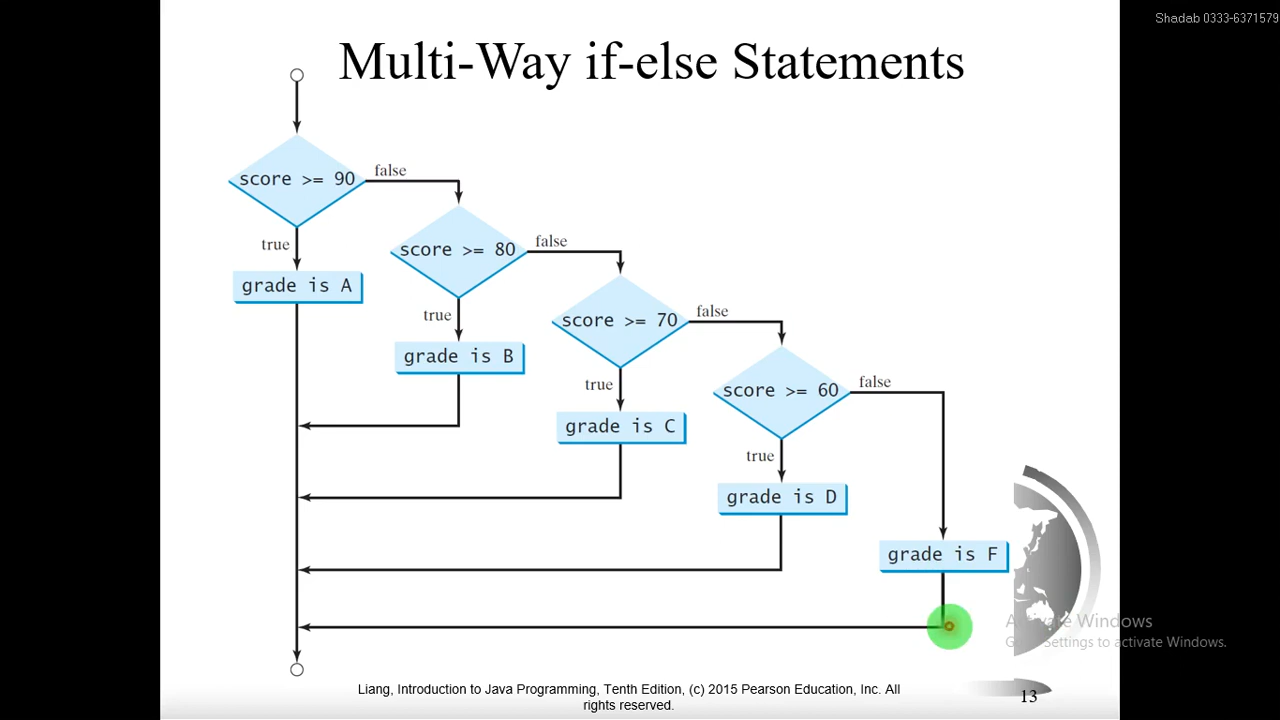 Shadab 0333-6371579
Multi-Way if-else Statements
score >= 90
false
true
grade is A
score >= 80
false
true
grade is B
score >= 70
false
true
grade is C
score >= 60
false
true
grade is D
grade is F
Activate Windows
Go to Settings to activate Windows.
Liang, Introduction to Java Programming, Tenth Edition, (c) 2015 Pearson Education, Inc. All
rights reserved.
13